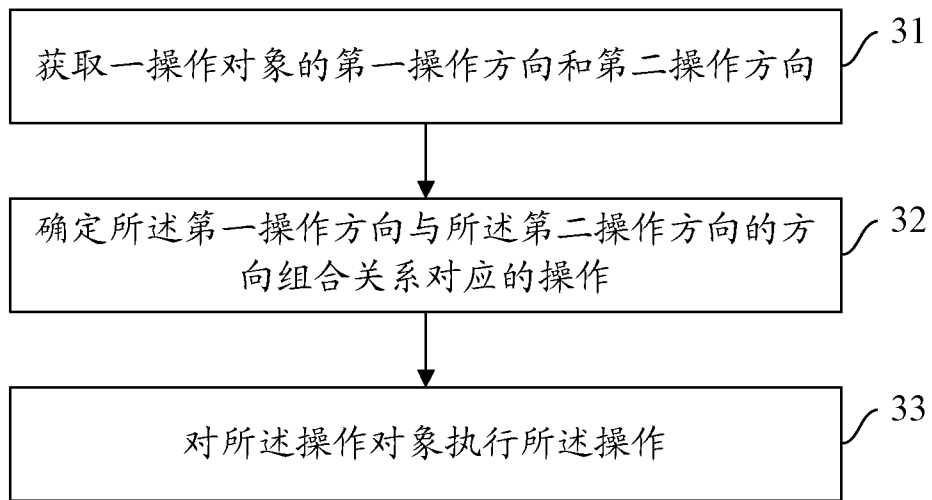 获取一操作对象的第一操作方向和第二操作方向
31
确定所述第一操作方向与所述第二操作方向的方
向组合关系对应的操作
32
对所述操作对象执行所述操作
33